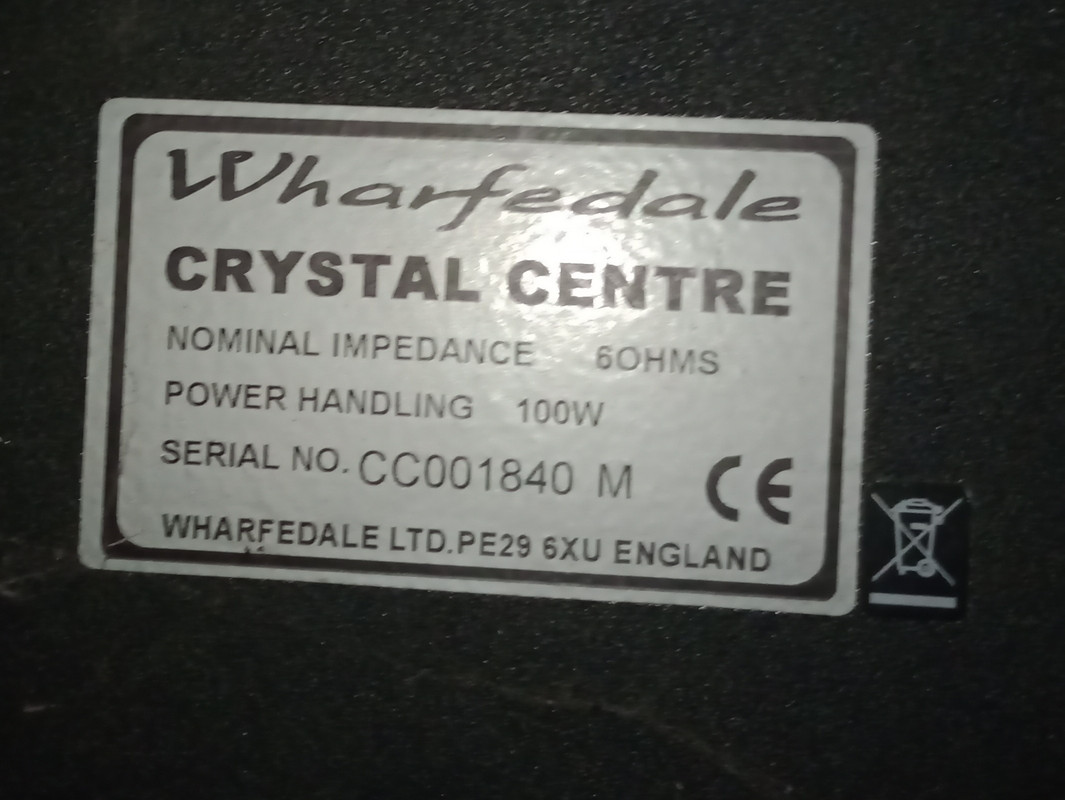 Wharfedale
CRYSTAL CENTRE
NOMINAL IMPEDANCE 6OHMS
POWER HANDLING 100W
SERIAL NO. CC001840 M
CE
WHARFEDALE LTD.PE29 6XU ENGLAND